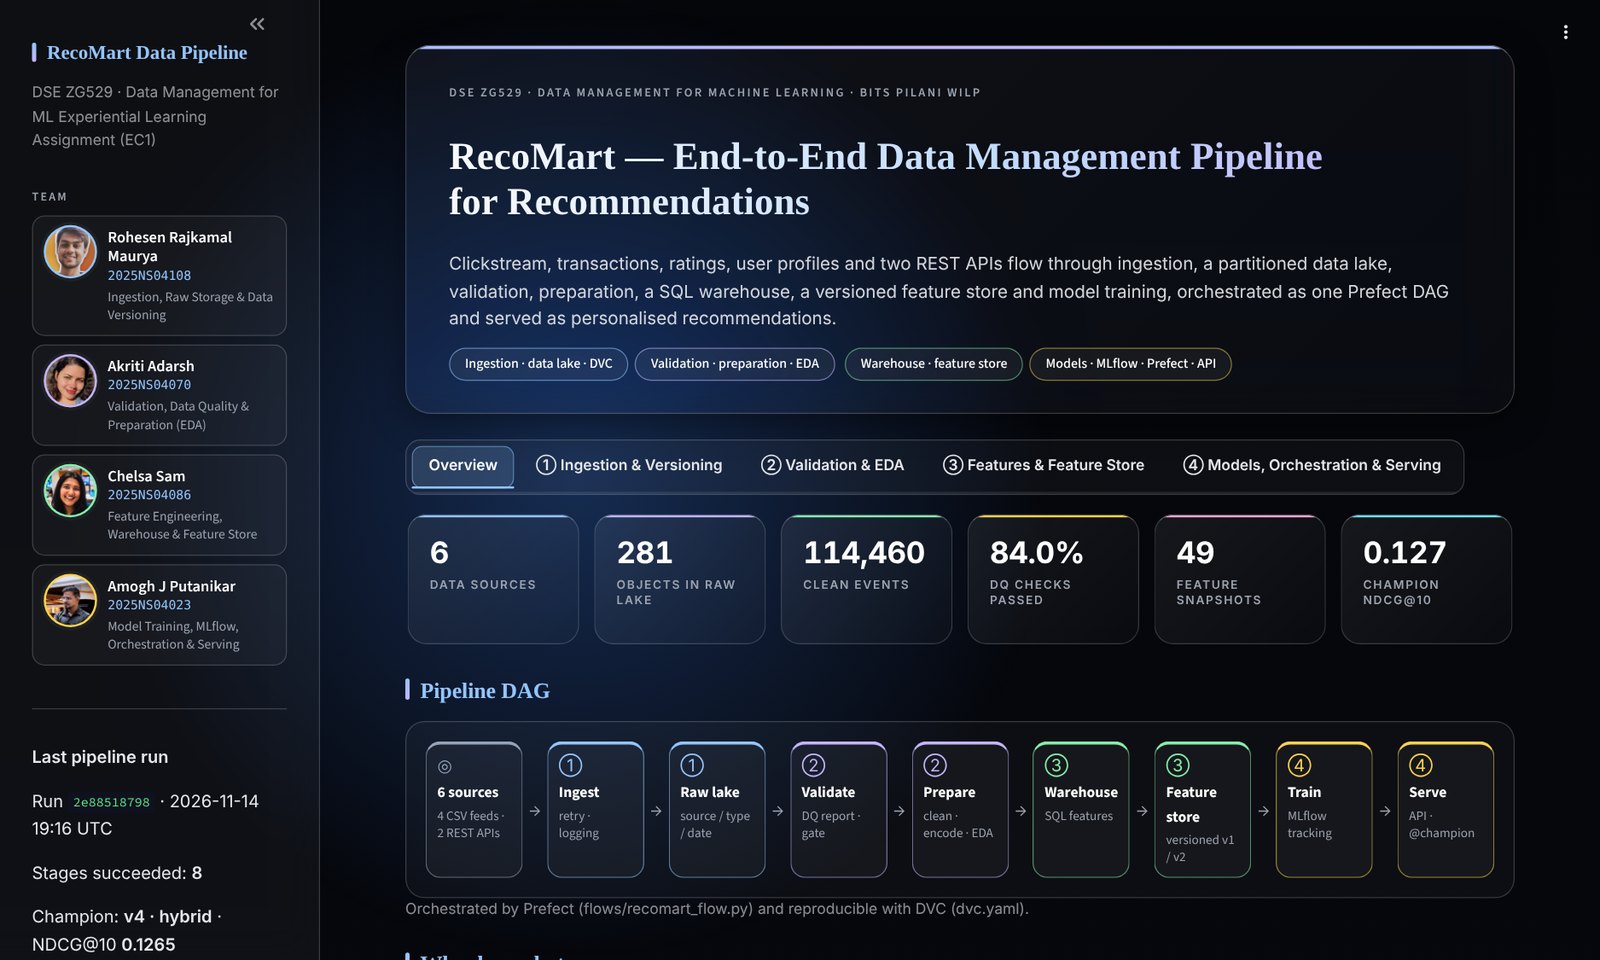 RecoMart Data Pipeline
DSE ZG529 · Data Management for
ML Experiential Learning
Assignment (EC1)
TEAM
Rohesen Rajkamal
Maurya
2025NS04108
Ingestion, Raw Storage & Data
Versioning
Akriti Adarsh
2025NS04070
Validation, Data Quality &
Preparation (EDA)
Chelsa Sam
2025NS04086
Feature Engineering,
Warehouse & Feature Store
Amogh J Putanikar
2025NS04023
Model Training, MLflow,
Orchestration & Serving
Last pipeline run
Run 2e88518798 · 2026-11-14
19:16 UTC
Stages succeeded: 8
Champion: v4 · hybrid ·
NDCG@10 0.1265
DSE ZG529 · DATA MANAGEMENT FOR MACHINE LEARNING · BITS PILANI WILP
RecoMart — End-to-End Data Management Pipeline
for Recommendations
Clickstream, transactions, ratings, user profiles and two REST APIs flow through ingestion, a partitioned data lake,
validation, preparation, a SQL warehouse, a versioned feature store and model training, orchestrated as one Prefect DAG
and served as personalised recommendations.
Ingestion · data lake · DVC
Validation · preparation · EDA
Warehouse · feature store
Models · MLflow · Prefect · API
Overview
① Ingestion & Versioning
② Validation & EDA
③ Features & Feature Store
④ Models, Orchestration & Serving
6
DATA SOURCES
281
OBJECTS IN RAW
LAKE
114,460
CLEAN EVENTS
84.0%
DQ CHECKS
PASSED
49
FEATURE
SNAPSHOTS
0.127
CHAMPION
NDCG@10
Pipeline DAG
◎
6 sources
4 CSV feeds ·
2 REST APIs
→
①
Ingest
retry ·
logging
→
①
Raw lake
source / type
/ date
→
②
Validate
DQ report ·
gate
→
②
Prepare
clean ·
encode · EDA
→
③
Warehouse
SQL features
→
③
Feature
store
versioned v1
/ v2
→
④
Train
MLflow
tracking
→
④
Serve
API ·
@champion
Orchestrated by Prefect (flows/recomart_flow.py) and reproducible with DVC (dvc.yaml).